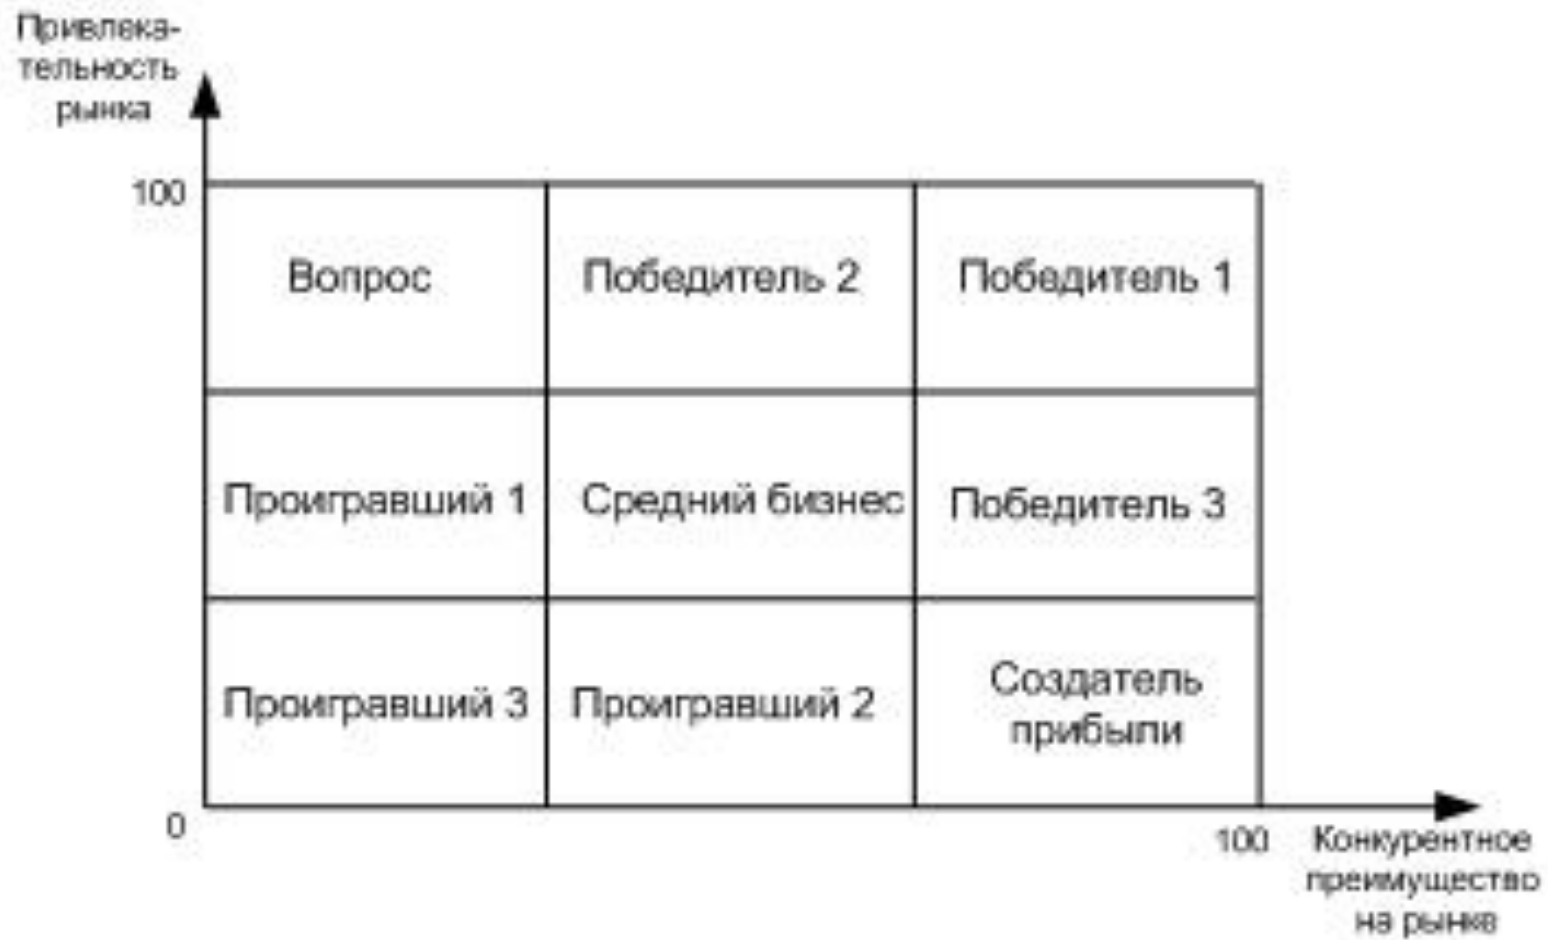 Привлека-
тельность
рынка
100
Вопрос
Победитель 2
Победитель 1
Проигравший 1
Средний бизнес
Победитель 3
Проигравший 3
Проигравший 2
Создатель
прибыли
0
100
Конкурентное
преимущество
на рынке